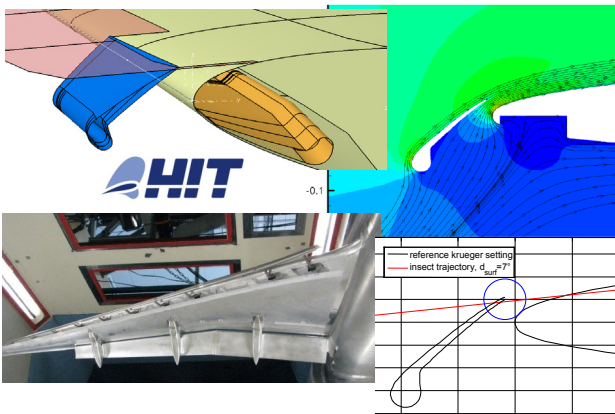 HIT
-0.1
reference krueger setting
insect trajectory, d_surf=7°